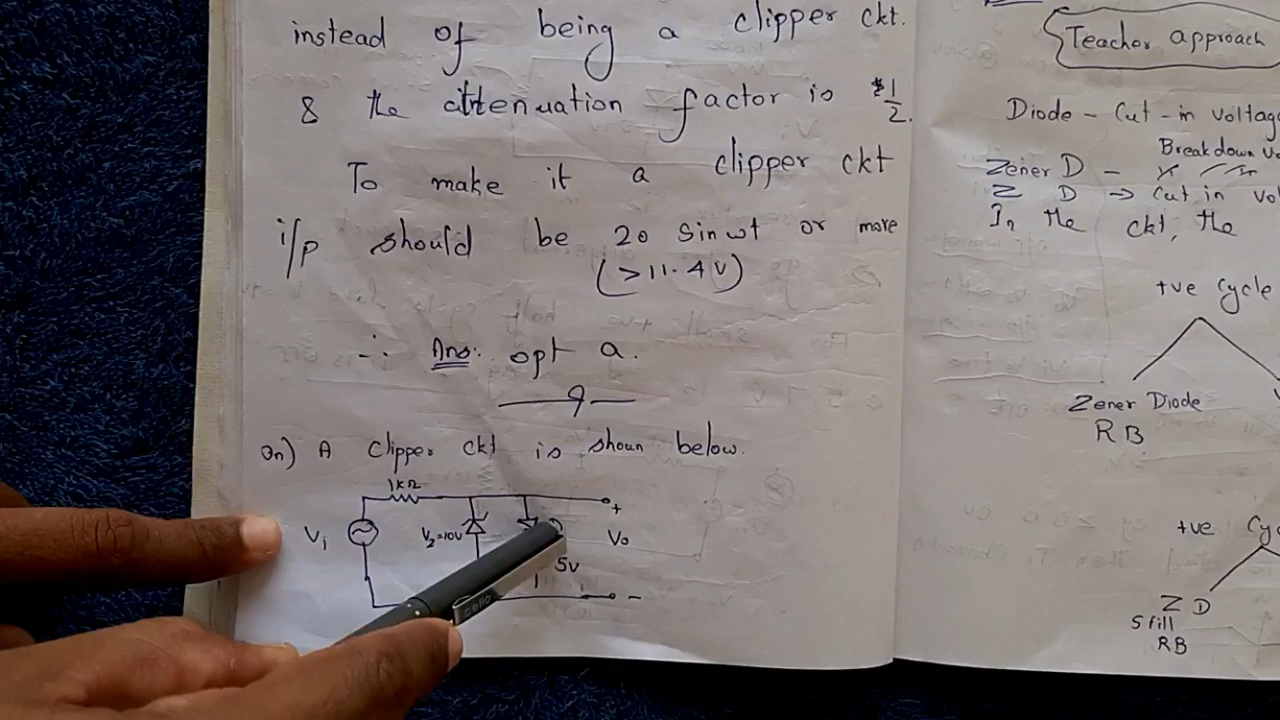 instead of being a clipper ckt.
& the attenuation factor is 1/2.
To make it a clipper ckt
i/p should be 20 Sinwt or more
(>11.4V)
∴ Ans: opt a.
Qn) A Clipper ckt is shown below.
1KΩ
Vi
Vz=10V
+
Vo
5V
-
Teacher approach
Diode - Cut-in voltage
Breakdown
Zener D -
Z D → Cut in
In the ckt, the
+ve Cycle
Zener Diode
RB
+ve
Z D
Still
RB